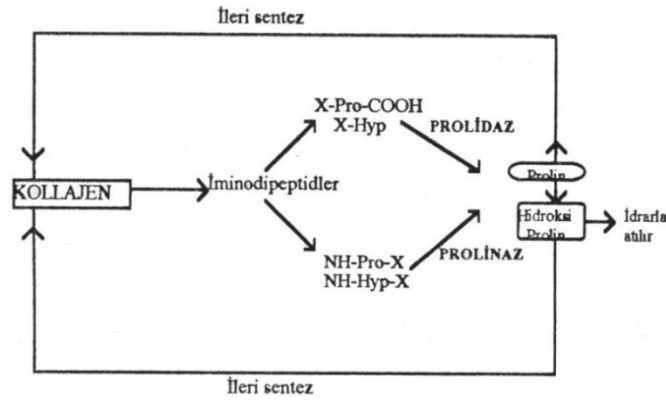 İleri sentez
X-Pro-COOH
X-Hyp
PROLİDAZ
Prolin
KOLLAJEN
İminodipeptidler
Hidroksi
Prolin
İdrarla
atılır
NH-Pro-X
NH-Hyp-X
PROLİNAZ
İleri sentez